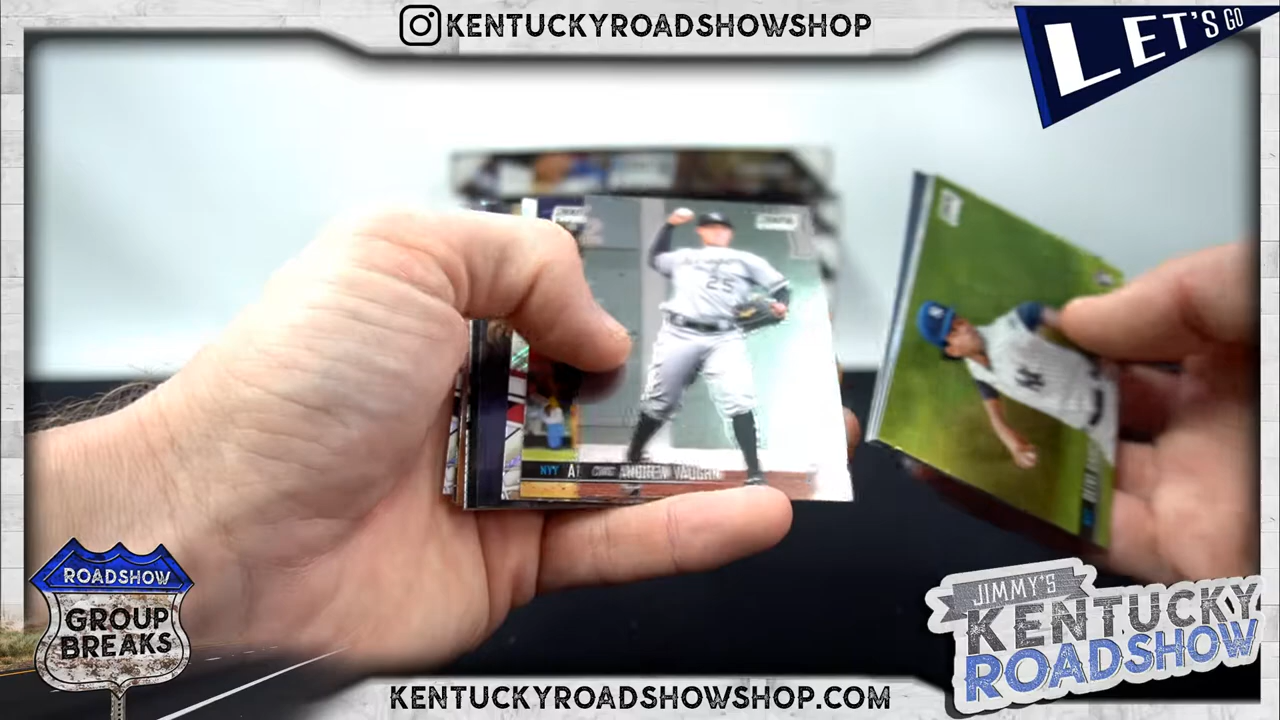 KENTUCKYROADSHOWSHOP
LET'S GO
25
NYY A
ANDREW VAUGHN
ROADSHOW
GROUP
BREAKS
JIMMY'S
KENTUCKY
ROADSHOW
KENTUCKYROADSHOWSHOP.COM